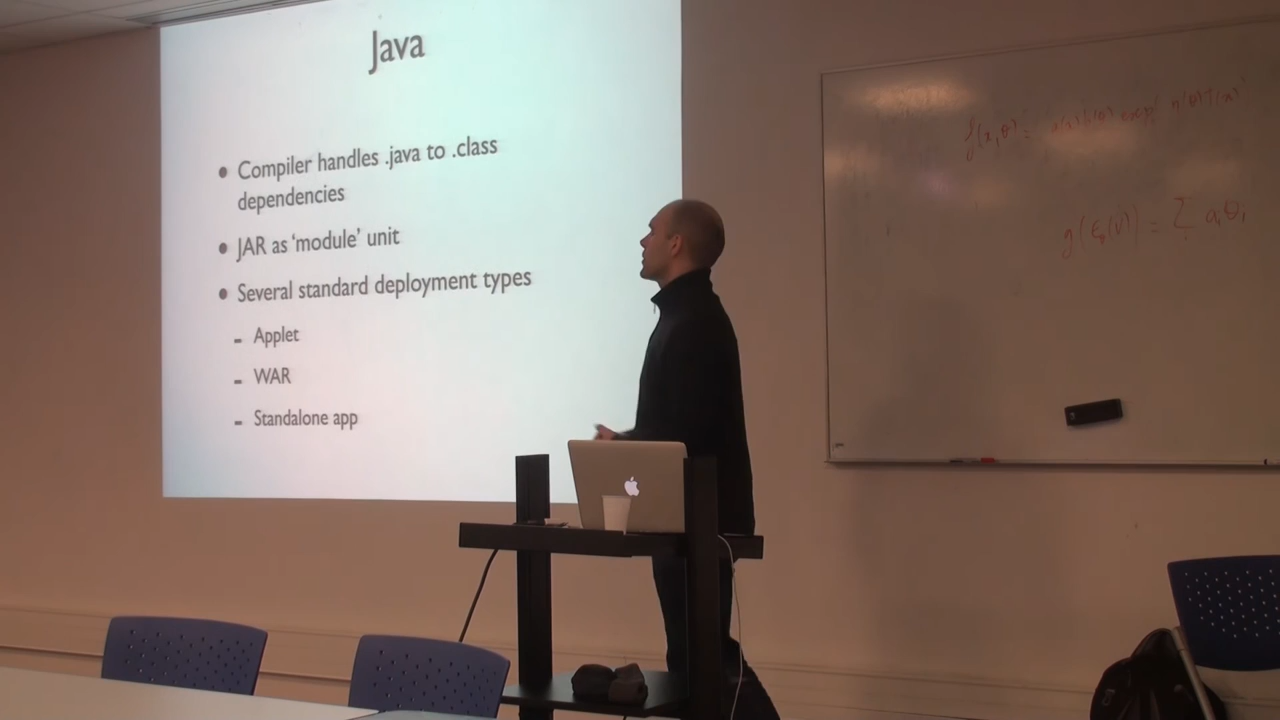 Java
• Compiler handles .java to .class
dependencies
• JAR as 'module' unit
• Several standard deployment types
- Applet
- WAR
- Standalone app
f(x,θ) =
g(ξ(V)) = Σ aᵢθᵢ